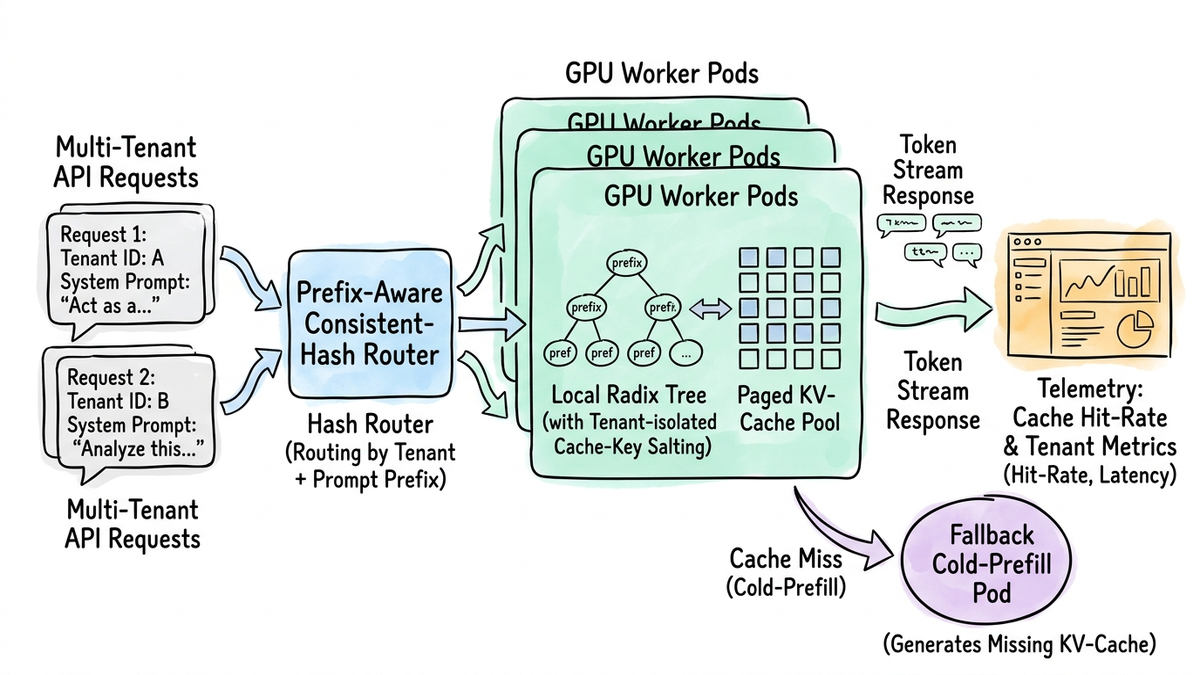 Multi-Tenant
API Requests
Request 1:
Tenant ID: A
System Prompt:
“Act as a...”
Request 2:
Tenant ID: B
System Prompt:
“Analyze this...”
Multi-Tenant
API Requests
Prefix-Aware
Consistent-
Hash Router
Hash Router
(Routing by Tenant
+ Prompt Prefix)
GPU Worker Pods
GPU Worker Pods
GPU Worker Pods
GPU Worker Pods
prefix
prefix
prefi.
pref
pref
pref
...
Local Radix Tree
(with Tenant-isolated
Cache-Key Salting)
Paged KV-
Cache Pool
Token
Stream
Response
...
Token
Stream
Response
Telemetry:
Cache Hit-Rate
& Tenant Metrics
(Hit-Rate, Latency)
Cache Miss
(Cold-Prefill)
Fallback
Cold-Prefill
Pod
(Generates Missing KV-Cache)